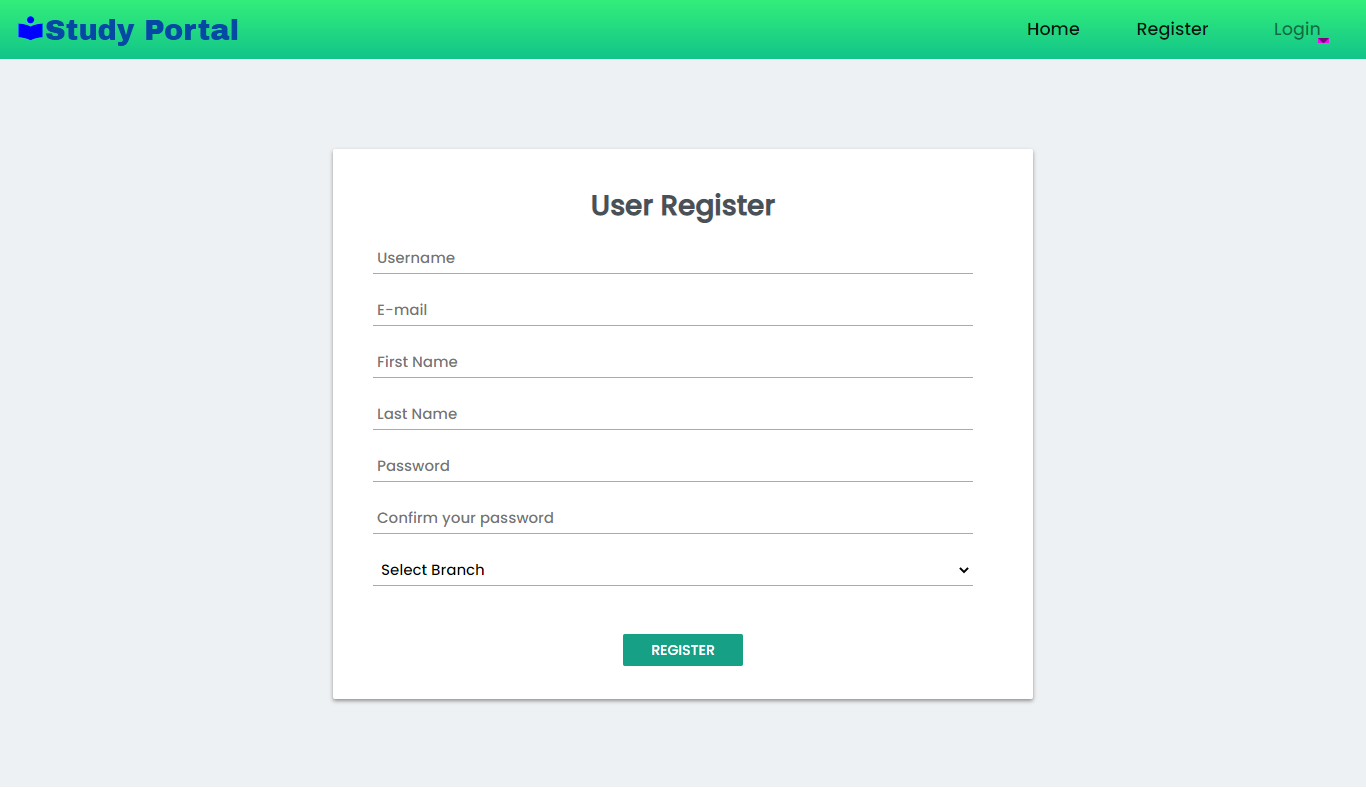 Study Portal
Home
Register
Login
User Register
Username
E-mail
First Name
Last Name
Password
Confirm your password
Select Branch
REGISTER